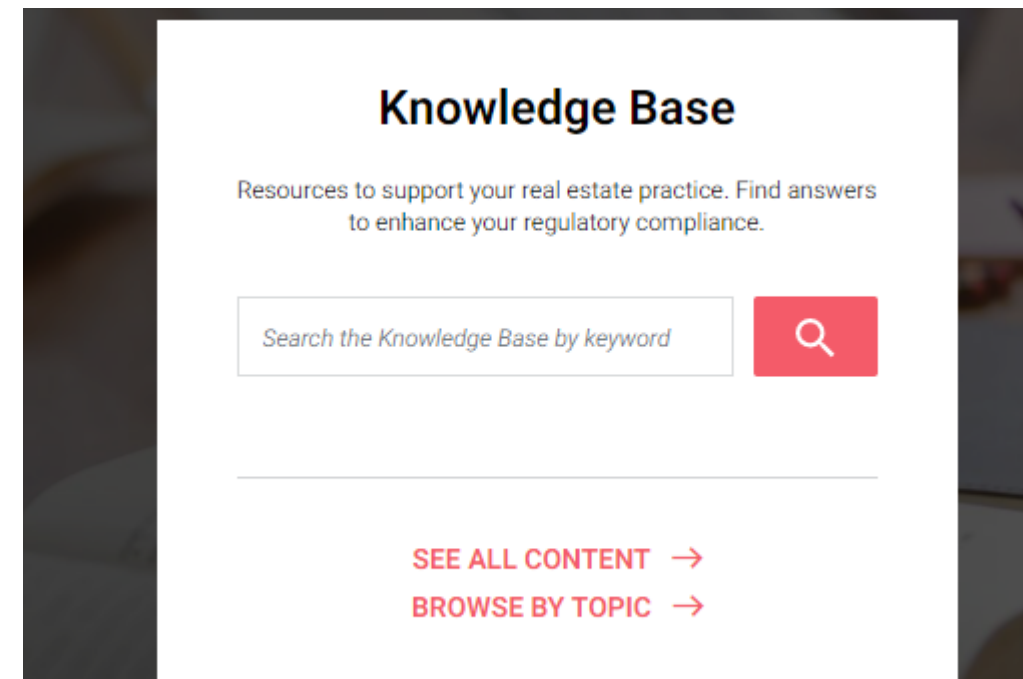 Knowledge Base
Resources to support your real estate practice. Find answers
to enhance your regulatory compliance.
Search the Knowledge Base by keyword
SEE ALL CONTENT →
BROWSE BY TOPIC →